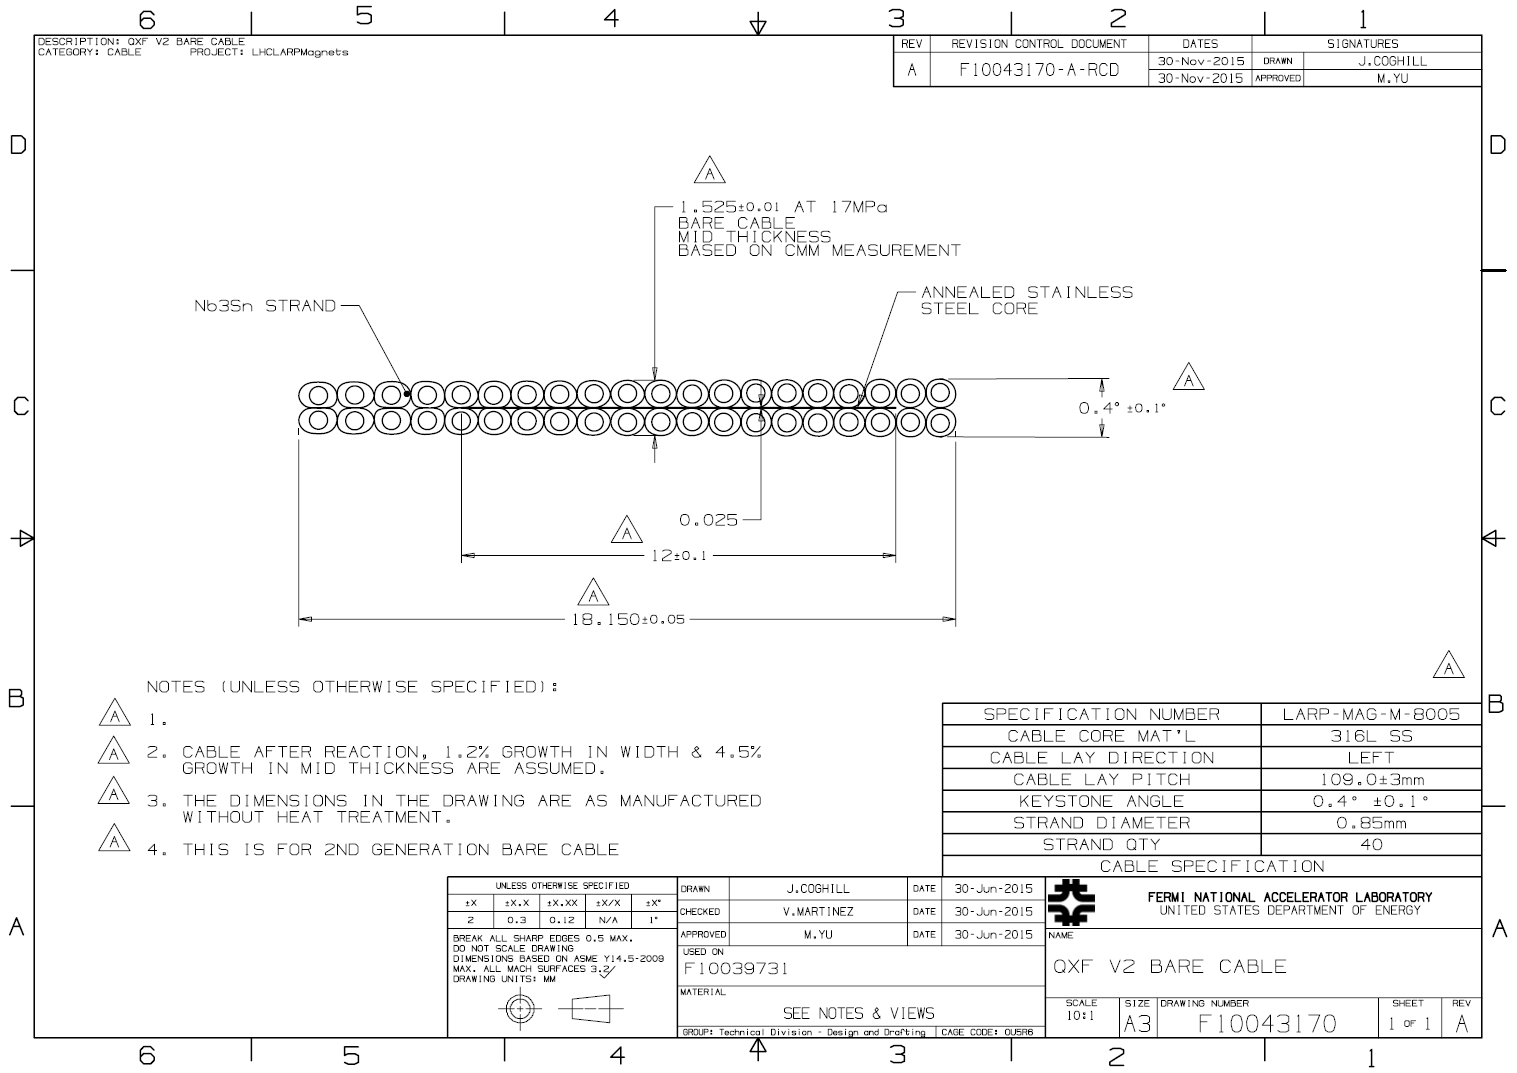 6 5 4 3 2 1
DESCRIPTION: QXF V2 BARE CABLE
CATEGORY: CABLE PROJECT: LHCLARPMagnets
REV REVISION CONTROL DOCUMENT DATES SIGNATURES
A F10043170-A-RCD 30-Nov-2015 DRAWN J.COGHILL
30-Nov-2015 APPROVED M.YU
D D
A
1.525±0.01 AT 17MPa
BARE CABLE
MID THICKNESS
BASED ON CMM MEASUREMENT
Nb3Sn STRAND
ANNEALED STAINLESS
STEEL CORE
A
C C
0.4° ±0.1°
0.025
A
12±0.1
A
18.150±0.05
A
B B
NOTES (UNLESS OTHERWISE SPECIFIED):
A 1.
A 2. CABLE AFTER REACTION, 1.2% GROWTH IN WIDTH & 4.5%
GROWTH IN MID THICKNESS ARE ASSUMED.
A 3. THE DIMENSIONS IN THE DRAWING ARE AS MANUFACTURED
WITHOUT HEAT TREATMENT.
A 4. THIS IS FOR 2ND GENERATION BARE CABLE
SPECIFICATION NUMBER LARP-MAG-M-8005
CABLE CORE MAT'L 316L SS
CABLE LAY DIRECTION LEFT
CABLE LAY PITCH 109.0±3mm
KEYSTONE ANGLE 0.4° ±0.1°
STRAND DIAMETER 0.85mm
STRAND QTY 40
CABLE SPECIFICATION
A A
UNLESS OTHERWISE SPECIFIED
±X ±X.X ±X.XX ±X/X ±X°
2 0.3 0.12 N/A 1°
BREAK ALL SHARP EDGES 0.5 MAX.
DO NOT SCALE DRAWING
DIMENSIONS BASED ON ASME Y14.5-2009
MAX. ALL MACH SURFACES 3.2
DRAWING UNITS: MM
DRAWN J.COGHILL DATE 30-Jun-2015
CHECKED V.MARTINEZ DATE 30-Jun-2015
APPROVED M.YU DATE 30-Jun-2015
USED ON
F10039731
MATERIAL
SEE NOTES & VIEWS
GROUP: Technical Division - Design and Drafting CAGE CODE: OU5R6
FERMI NATIONAL ACCELERATOR LABORATORY
UNITED STATES DEPARTMENT OF ENERGY
NAME
QXF V2 BARE CABLE
SCALE SIZE DRAWING NUMBER SHEET REV
10:1 A3 F10043170 1 OF 1 A
6 5 4 3 2 1